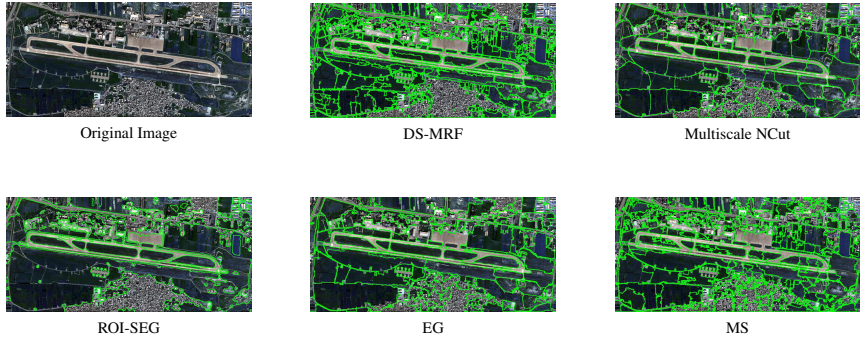 Original Image
DS-MRF
Multiscale NCut
ROI-SEG
EG
MS